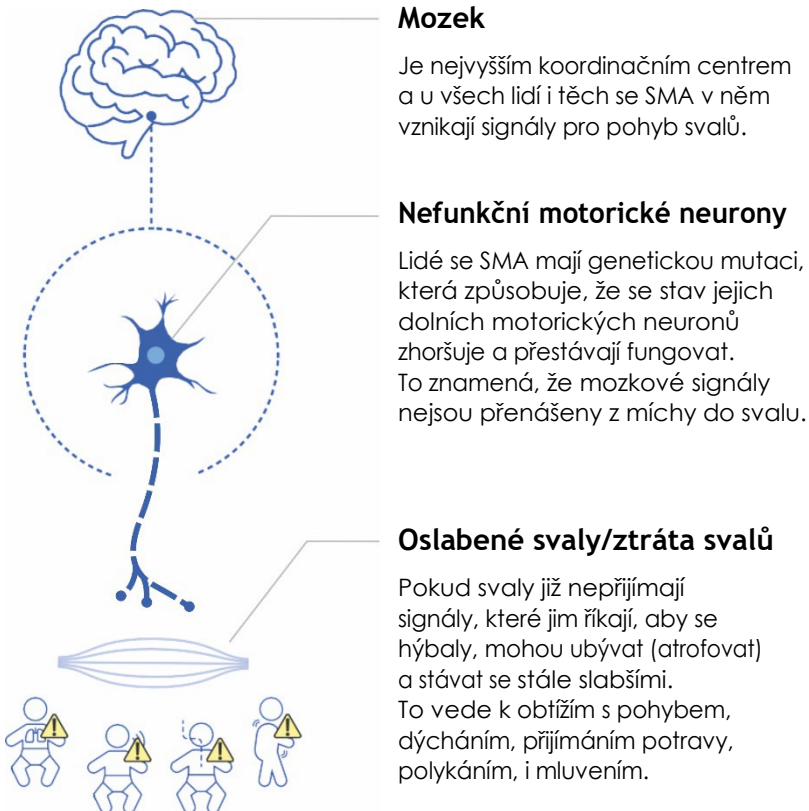 Mozek
Je nejvyšším koordinačním centrem
a u všech lidí i těch se SMA v něm
vznikají signály pro pohyb svalů.
Nefunkční motorické neurony
Lidé se SMA mají genetickou mutaci,
která způsobuje, že se stav jejich
dolních motorických neuronů
zhoršuje a přestávají fungovat.
To znamená, že mozkové signály
nejsou přenášeny z míchy do svalu.
Oslabené svaly/ztráta svalů
Pokud svaly již nepřijímají
signály, které jim říkají, aby se
hýbaly, mohou ubývat (atrofovat)
a stávat se stále slabšími.
To vede k obtížím s pohybem,
dýcháním, přijímáním potravy,
polykáním, i mluvením.